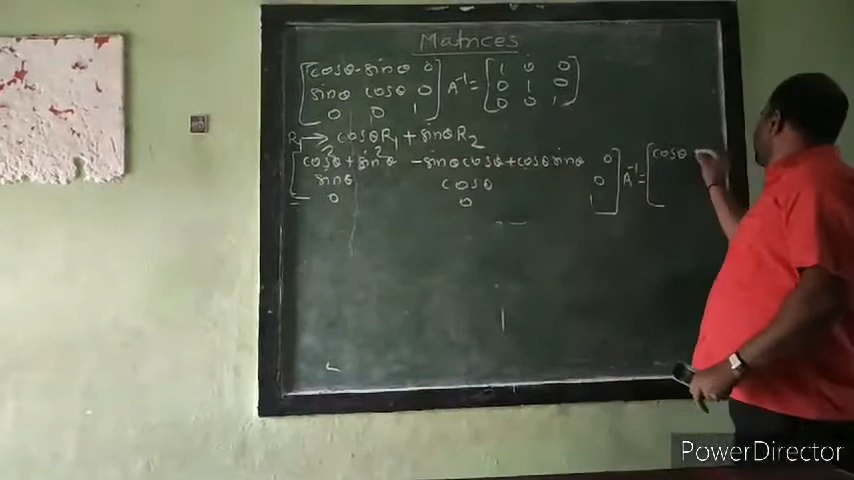 Matrices
[cosθ -sinθ 0] A⁻¹ = [1 0 0]
[sinθ cosθ 0] [0 1 0]
[0 0 1] [0 0 1]
R₁ → cosθR₁ + sinθR₂
[cos²θ + sin²θ -sinθcosθ + cosθsinθ 0] A⁻¹ = [cosθ
[sinθ cosθ 0]
[0 0 1]
PowerDirector